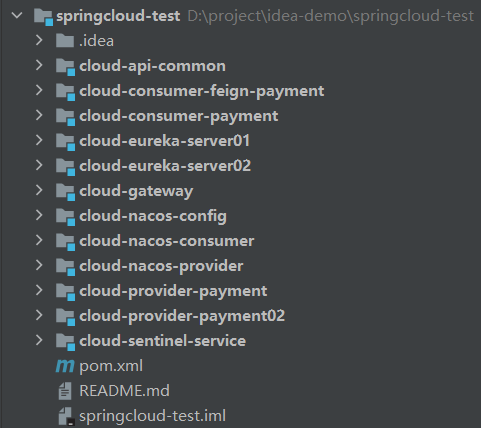 springcloud-test D:\project\idea-demo\springcloud-test
.idea
cloud-api-common
cloud-consumer-feign-payment
cloud-consumer-payment
cloud-eureka-server01
cloud-eureka-server02
cloud-gateway
cloud-nacos-config
cloud-nacos-consumer
cloud-nacos-provider
cloud-provider-payment
cloud-provider-payment02
cloud-sentinel-service
m pom.xml
README.md
springcloud-test.iml